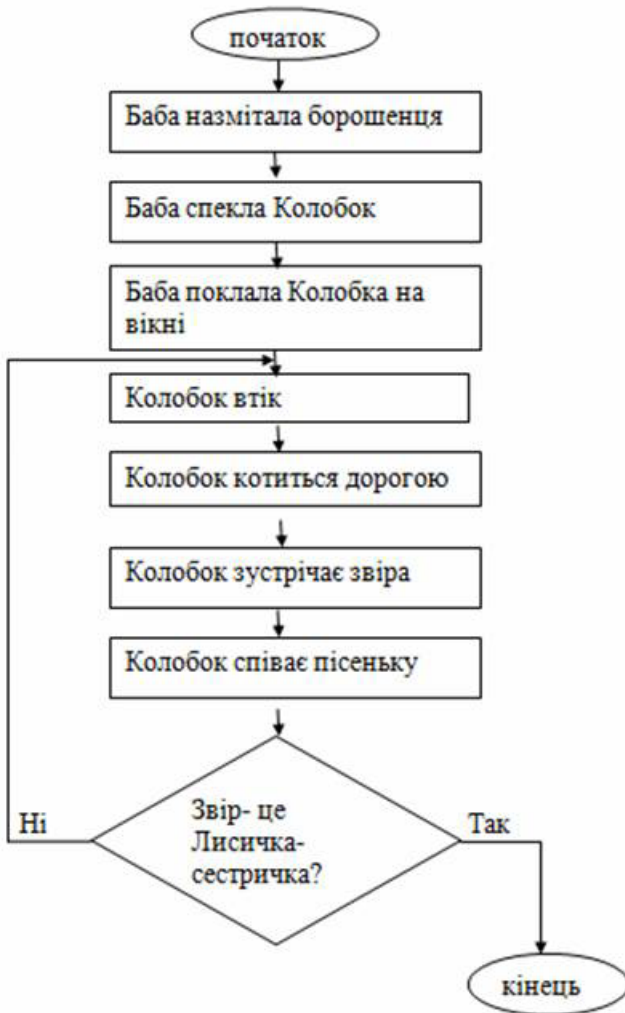 початок
Баба назмітала борошенця
Баба спекла Колобок
Баба поклала Колобка на
вікні
Колобок втік
Колобок котиться дорогою
Колобок зустрічає звіра
Колобок співає пісеньку
Звір- це
Лисичка-
сестричка?
Ні
Так
кінець